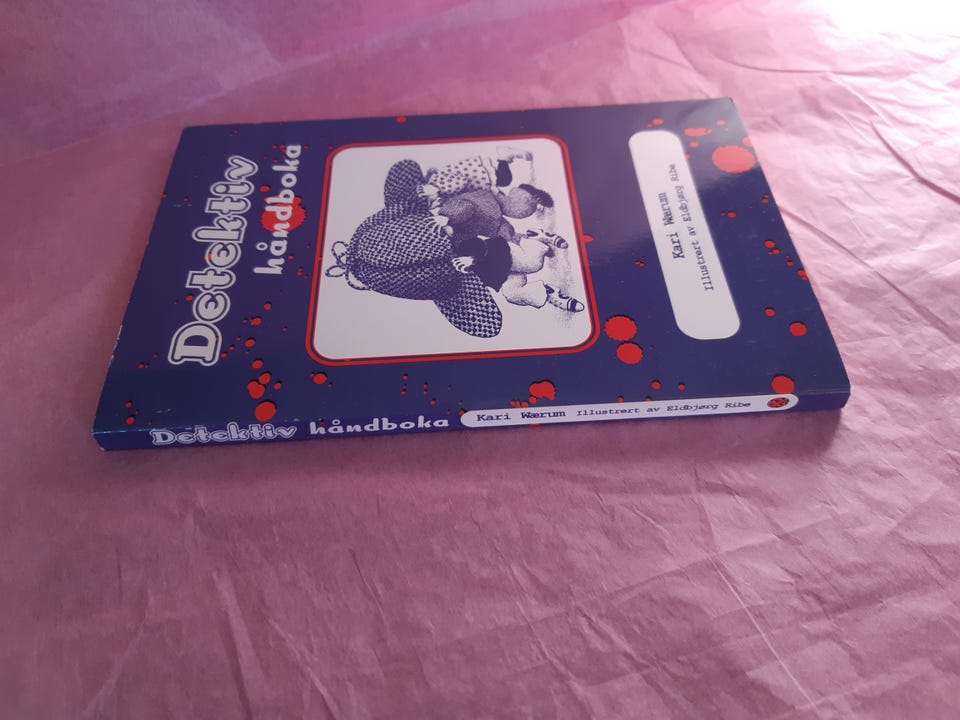 Detektiv
håndboka
Kari Wærum
Illustrert av Eldbjørg Ribe
Detektiv håndboka Kari Wærum Illustrert av Eldbjørg Ribe